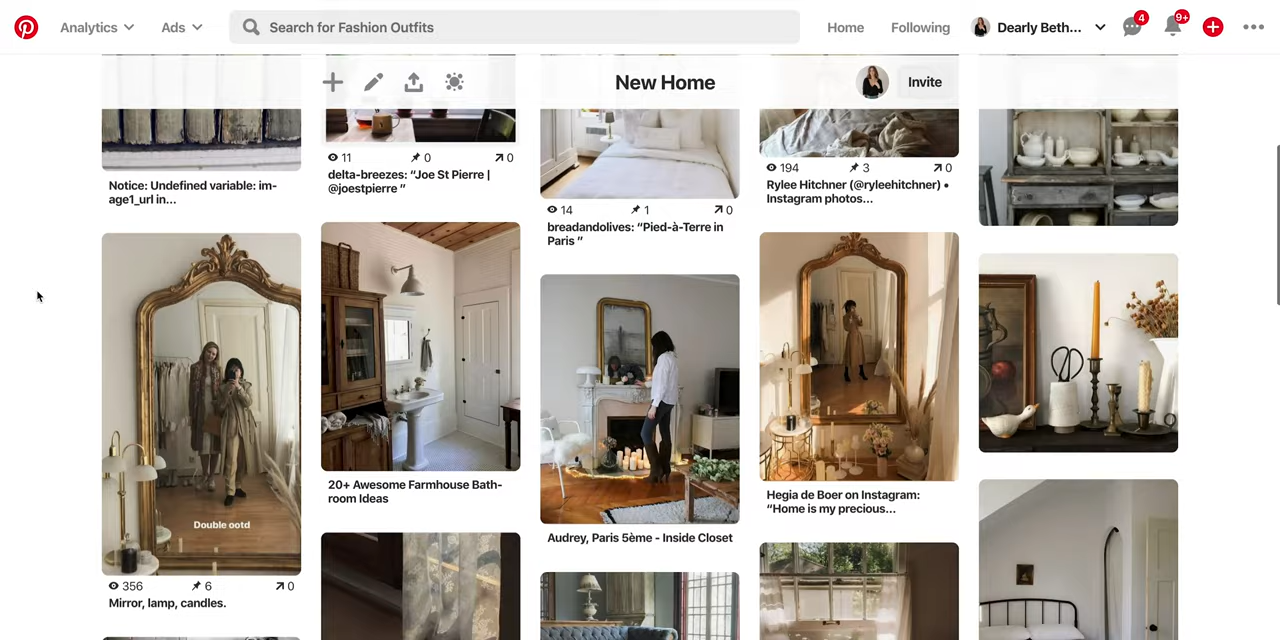 Analytics
Ads
Search for Fashion Outfits
Home
Following
Dearly Beth...
4
9+
New Home
Invite
Notice: Undefined variable: im-
age1_url in...
11 0 0
delta-breezes: “Joe St Pierre |
@joestpierre ”
14 1 0
breadandolives: “Pied-à-Terre in
Paris ”
194 3 0
Rylee Hitchner (@ryleehitchner) •
Instagram photos...
Double ootd
356 6 0
Mirror, lamp, candles.
20+ Awesome Farmhouse Bath-
room Ideas
Audrey, Paris 5ème - Inside Closet
Hegia de Boer on Instagram:
“Home is my precious...